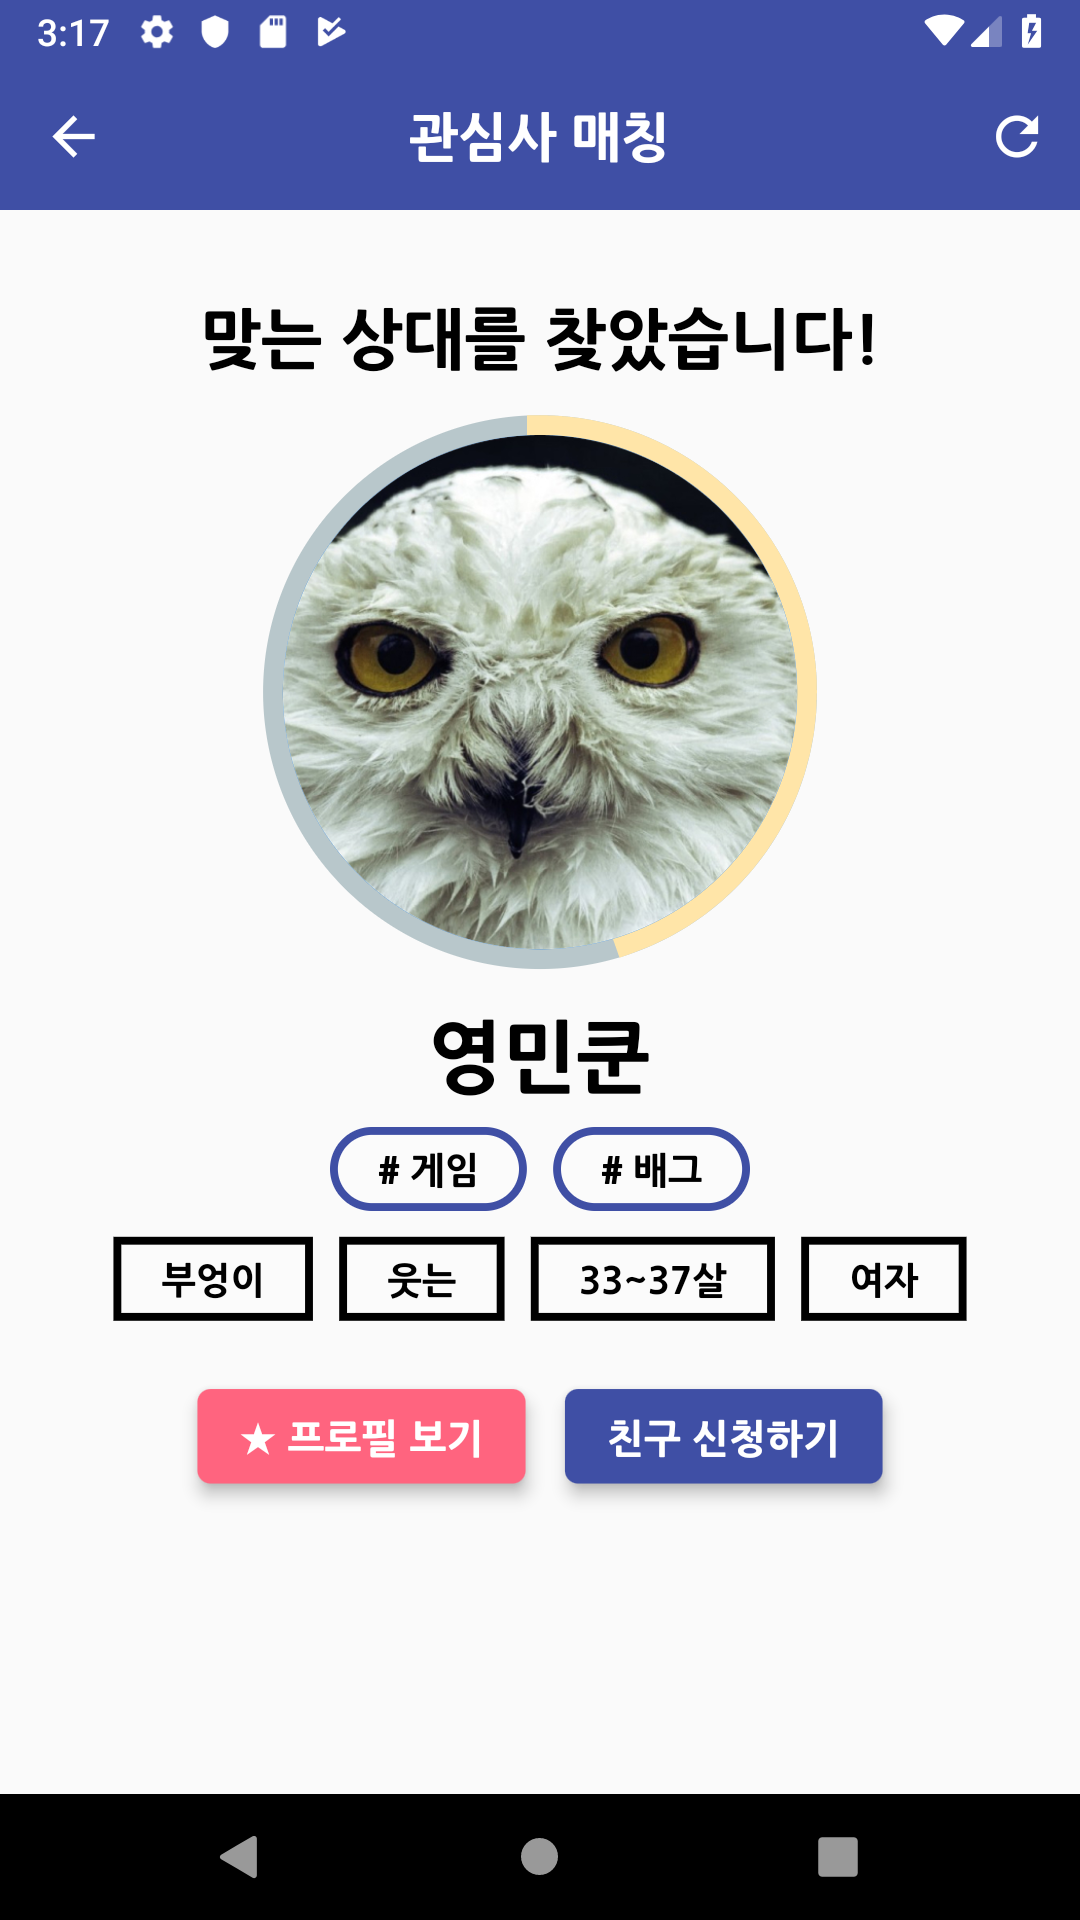 3:17
관심사 매칭
맞는 상대를 찾았습니다!
영민쿤
# 게임 # 배그
부엉이 웃는 33~37살 여자
★ 프로필 보기 친구 신청하기